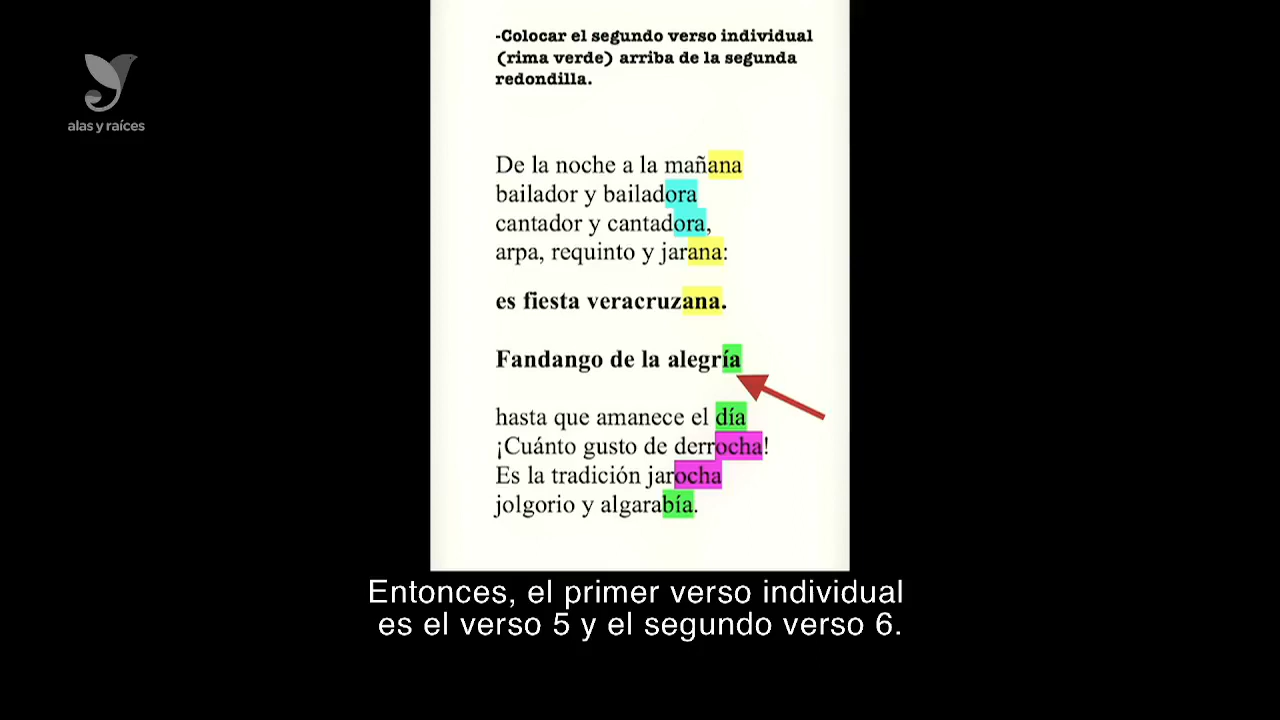 -Colocar el segundo verso individual
(rima verde) arriba de la segunda
redondilla.
alas y raíces
De la noche a la mañana
bailador y bailadora
cantador y cantadora,
arpa, requinto y jarana:
es fiesta veracruzana.
Fandango de la alegría
hasta que amanece el día
¡Cuánto gusto de derrocha!
Es la tradición jarocha
jolgorio y algarabía.
Entonces, el primer verso individual
es el verso 5 y el segundo verso 6.